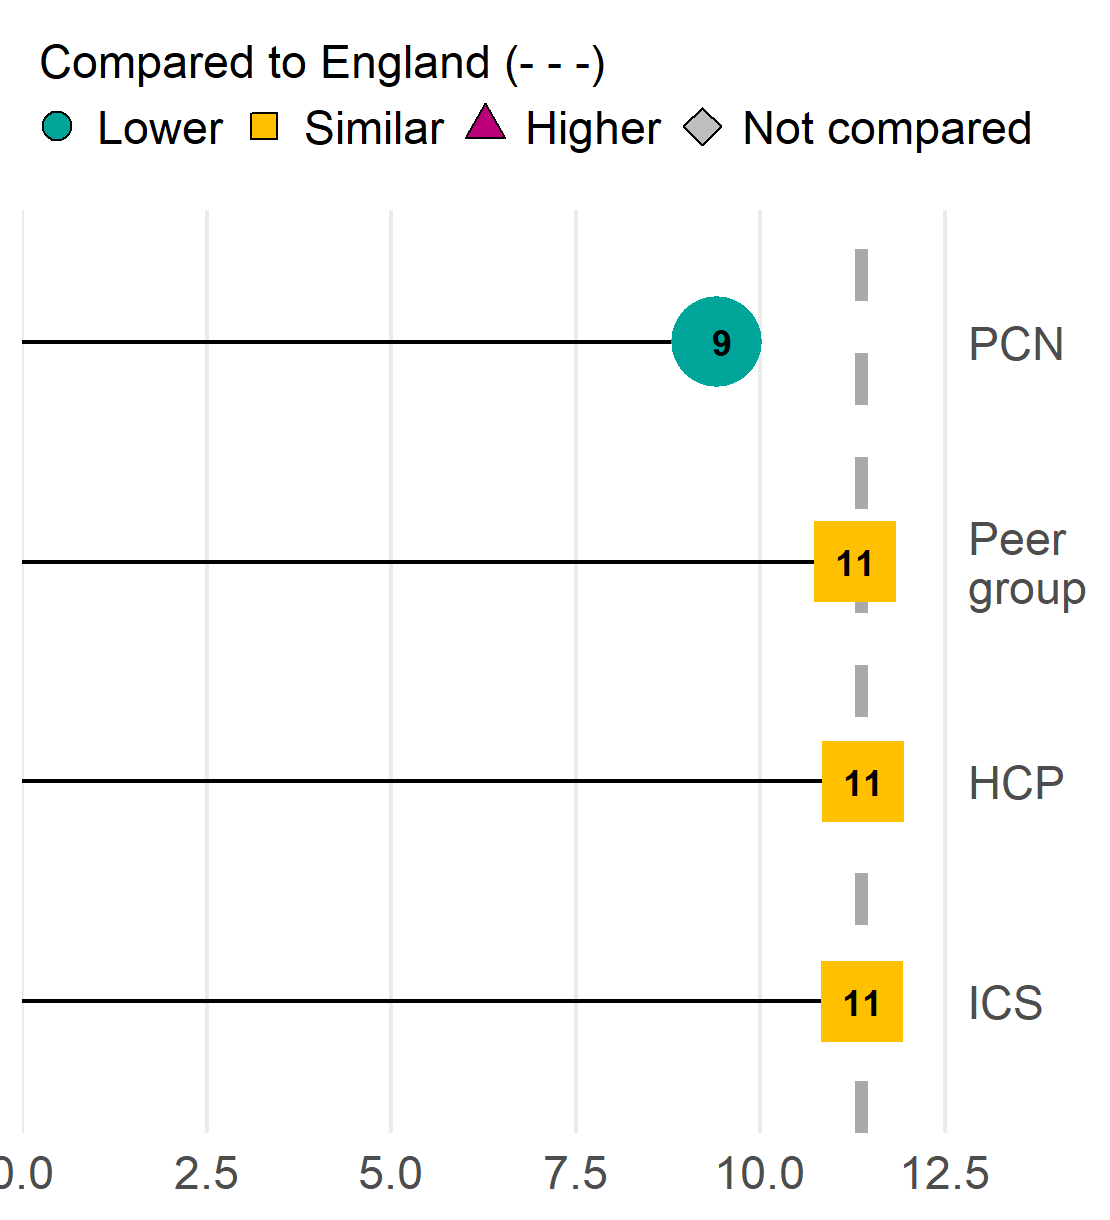 Compared to England (- - -)
Lower Similar Higher Not compared
9 PCN
11 Peer
group
11 HCP
11 ICS
0.0 2.5 5.0 7.5 10.0 12.5